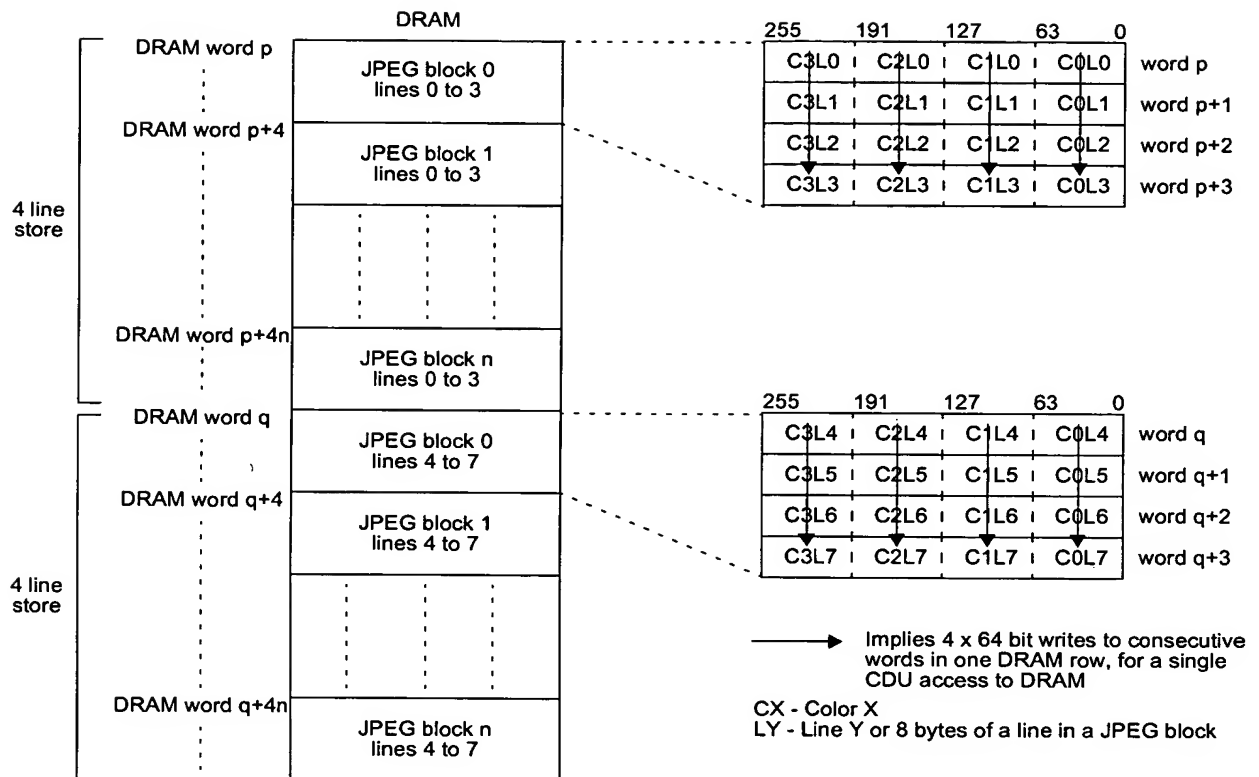 DRAM
DRAM word p
JPEG block 0
lines 0 to 3
DRAM word p+4
JPEG block 1
lines 0 to 3
4 line
store
DRAM word p+4n
JPEG block n
lines 0 to 3
DRAM word q
JPEG block 0
lines 4 to 7
DRAM word q+4
JPEG block 1
lines 4 to 7
4 line
store
DRAM word q+4n
JPEG block n
lines 4 to 7
255 191 127 63 0
C3L0 C2L0 C1L0 C0L0 word p
C3L1 C2L1 C1L1 C0L1 word p+1
C3L2 C2L2 C1L2 C0L2 word p+2
C3L3 C2L3 C1L3 C0L3 word p+3
255 191 127 63 0
C3L4 C2L4 C1L4 C0L4 word q
C3L5 C2L5 C1L5 C0L5 word q+1
C3L6 C2L6 C1L6 C0L6 word q+2
C3L7 C2L7 C1L7 C0L7 word q+3
Implies 4 x 64 bit writes to consecutive
words in one DRAM row, for a single
CDU access to DRAM
CX - Color X
LY - Line Y or 8 bytes of a line in a JPEG block